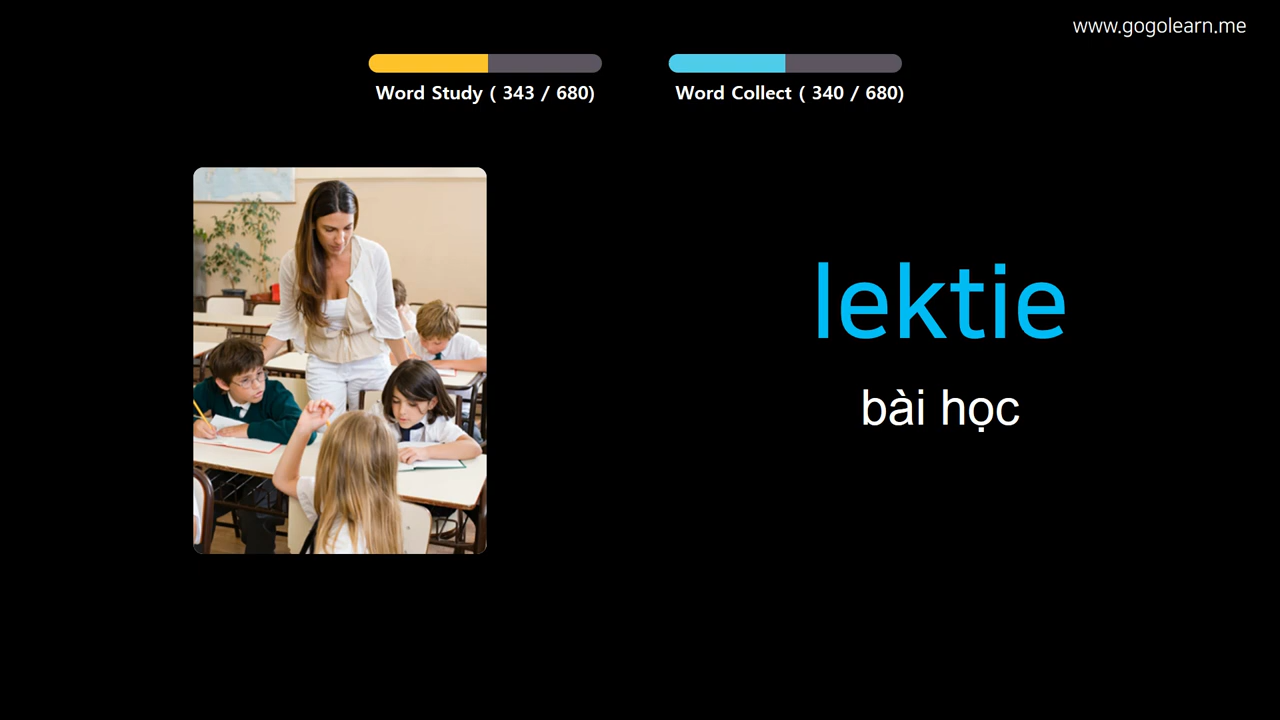 www.gogolearn.me
Word Study ( 343 / 680)
Word Collect ( 340 / 680)
lektie
bài học